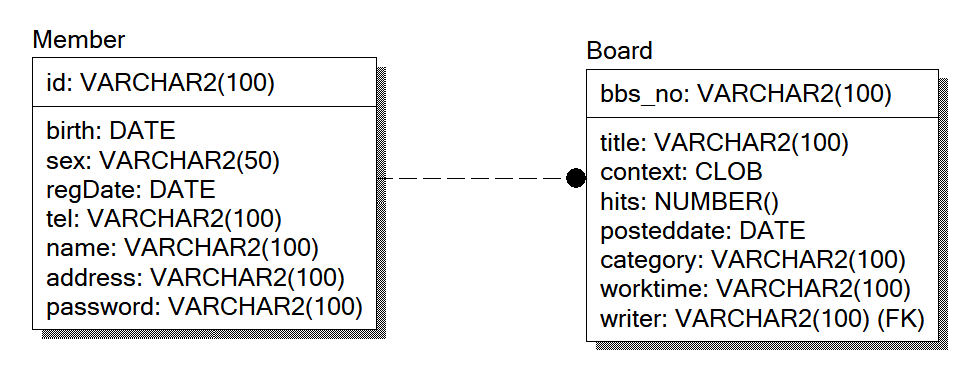 Member
id: VARCHAR2(100)
birth: DATE
sex: VARCHAR2(50)
regDate: DATE
tel: VARCHAR2(100)
name: VARCHAR2(100)
address: VARCHAR2(100)
password: VARCHAR2(100)
Board
bbs_no: VARCHAR2(100)
title: VARCHAR2(100)
context: CLOB
hits: NUMBER()
posteddate: DATE
category: VARCHAR2(100)
worktime: VARCHAR2(100)
writer: VARCHAR2(100) (FK)